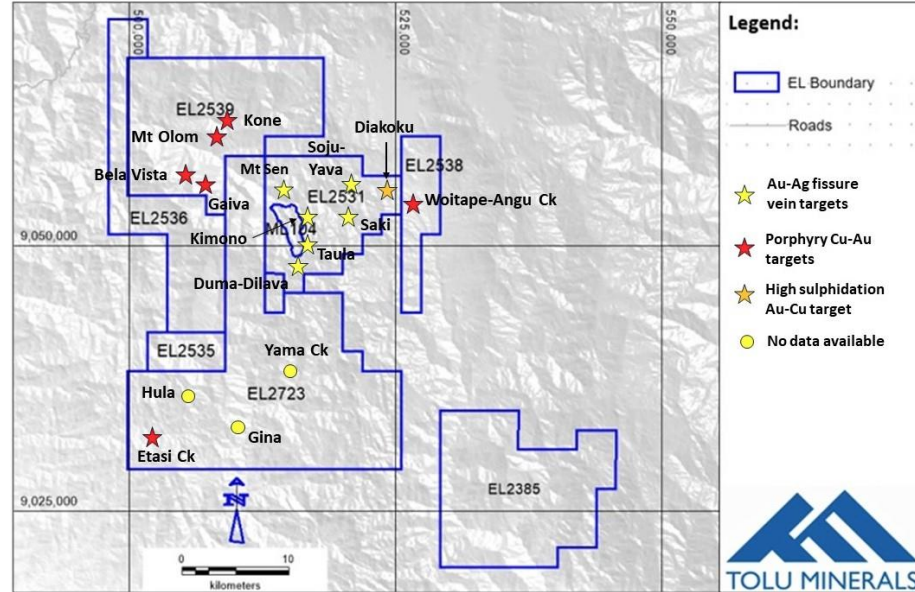 500,000
525,000
550,000
Legend:
EL Boundary
Roads
Au-Ag fissure
vein targets
Porphyry Cu-Au
targets
High sulphidation
Au-Cu target
No data available
EL2539
Kone
Mt Olom
Diakoku
Soju-
Yava
Bela Vista
Mt Sen
EL2538
Gaiva
EL2531
Woitape-Angu Ck
EL2536
ML104
Saki
Kimono
9,050,000
Taula
Duma-Dilava
EL2535
Yama Ck
Hula
EL2723
Gina
Etasi Ck
EL2385
9,025,000
N
0 10
kilometers
TOLU MINERALS